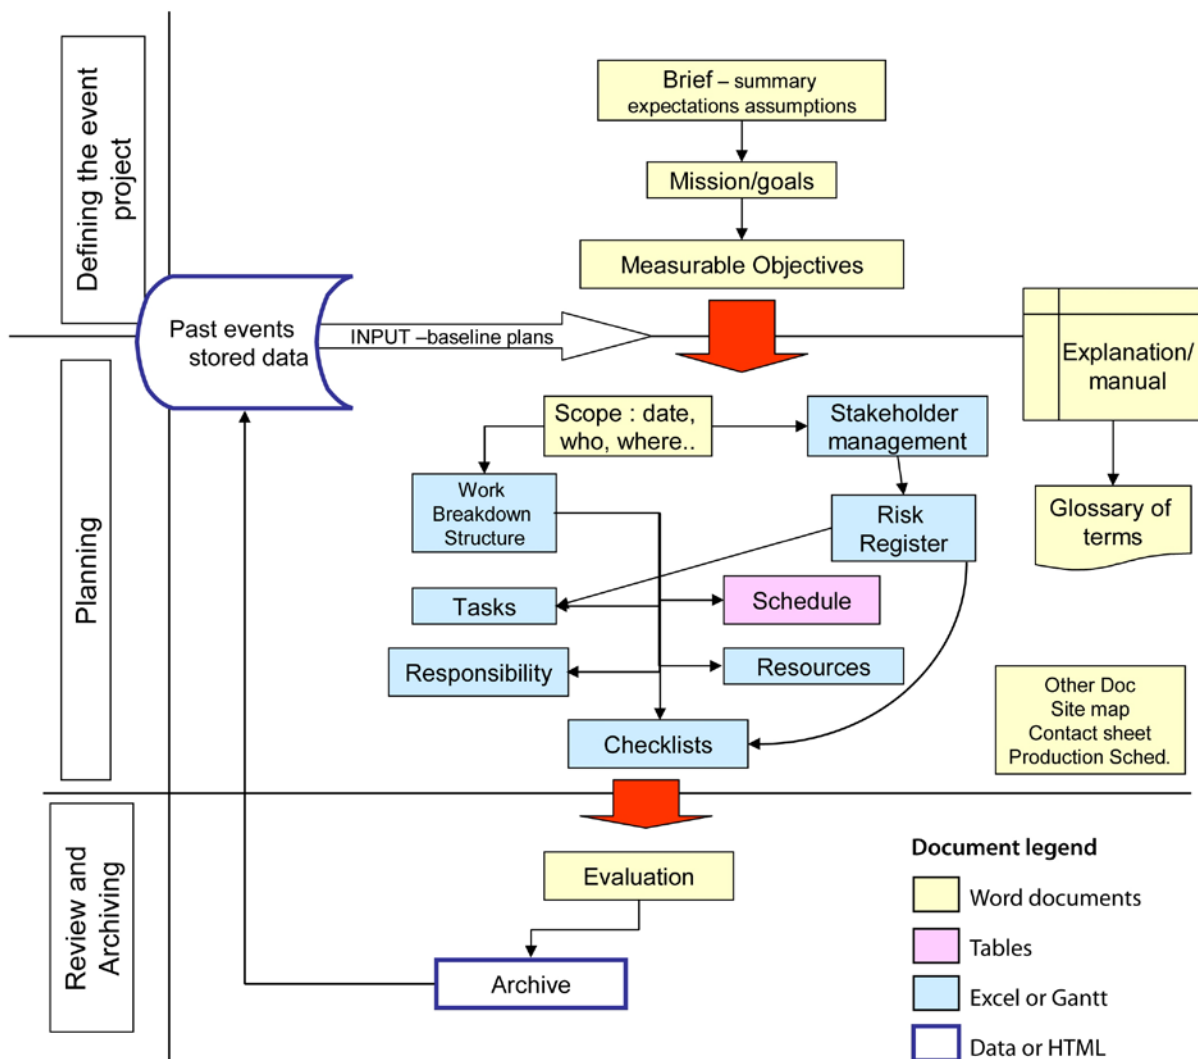 Defining the event
project
Brief – summary
expectations assumptions
Mission/goals
Measurable Objectives
Past events
stored data
INPUT –baseline plans
Explanation/
manual
Planning
Scope : date,
who, where..
Stakeholder
management
Work
Breakdown
Structure
Risk
Register
Glossary of
terms
Tasks
Schedule
Responsibility
Resources
Checklists
Other Doc
Site map
Contact sheet
Production Sched.
Review and
Archiving
Evaluation
Archive
Document legend
Word documents
Tables
Excel or Gantt
Data or HTML